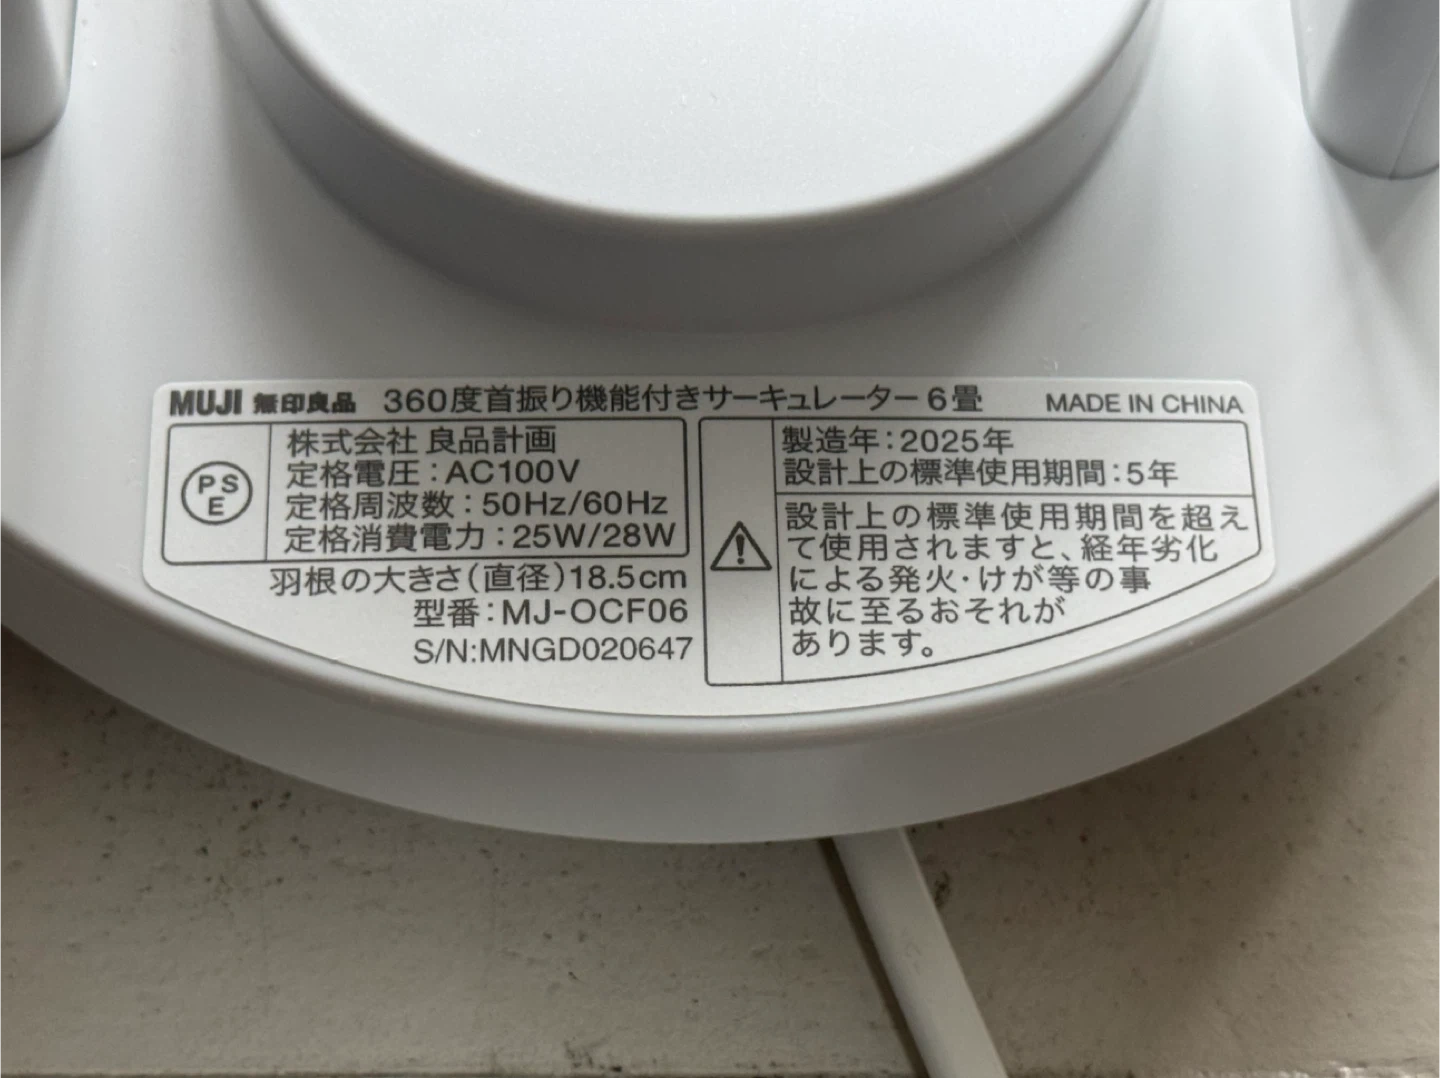 MUJI 無印良品 360度首振り機能付きサーキュレーター6畳 MADE IN CHINA
PSE
株式会社 良品計画
定格電圧:AC100V
定格周波数:50Hz/60Hz
定格消費電力:25W/28W
羽根の大きさ(直径)18.5cm
型番:MJ-OCF06
S/N:MNGD020647
製造年:2025年
設計上の標準使用期間:5年
設計上の標準使用期間を超え
て使用されますと、経年劣化
による発火・けが等の事
故に至るおそれが
あります。